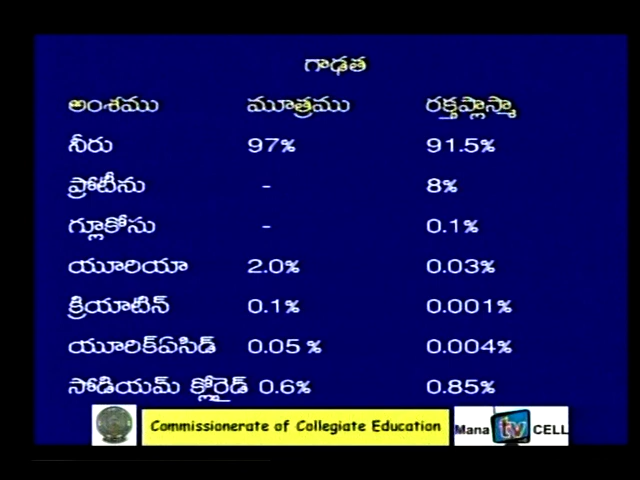 గాఢత
అంశము మూత్రము రక్తప్లాస్మా
నీరు 97% 91.5%
ప్రోటీను - 8%
గ్లూకోసు - 0.1%
యూరియా 2.0% 0.03%
క్రియాటిన్ 0.1% 0.001%
యూరిక్ఏసిడ్ 0.05 % 0.004%
సోడియమ్ క్లోరైడ్ 0.6% 0.85%
Commissionerate of Collegiate Education
Mana tv CELL